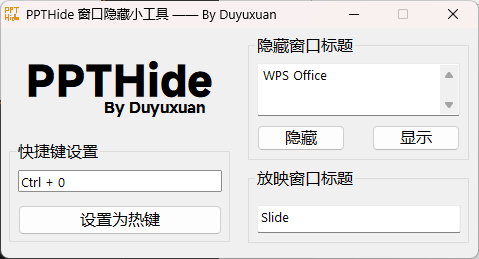 PPT
Hide
PPTHide 窗口隐藏小工具 —— By Duyuxuan
PPTHide
By Duyuxuan
快捷键设置
Ctrl + 0
设置为热键
隐藏窗口标题
WPS Office
隐藏
显示
放映窗口标题
Slide